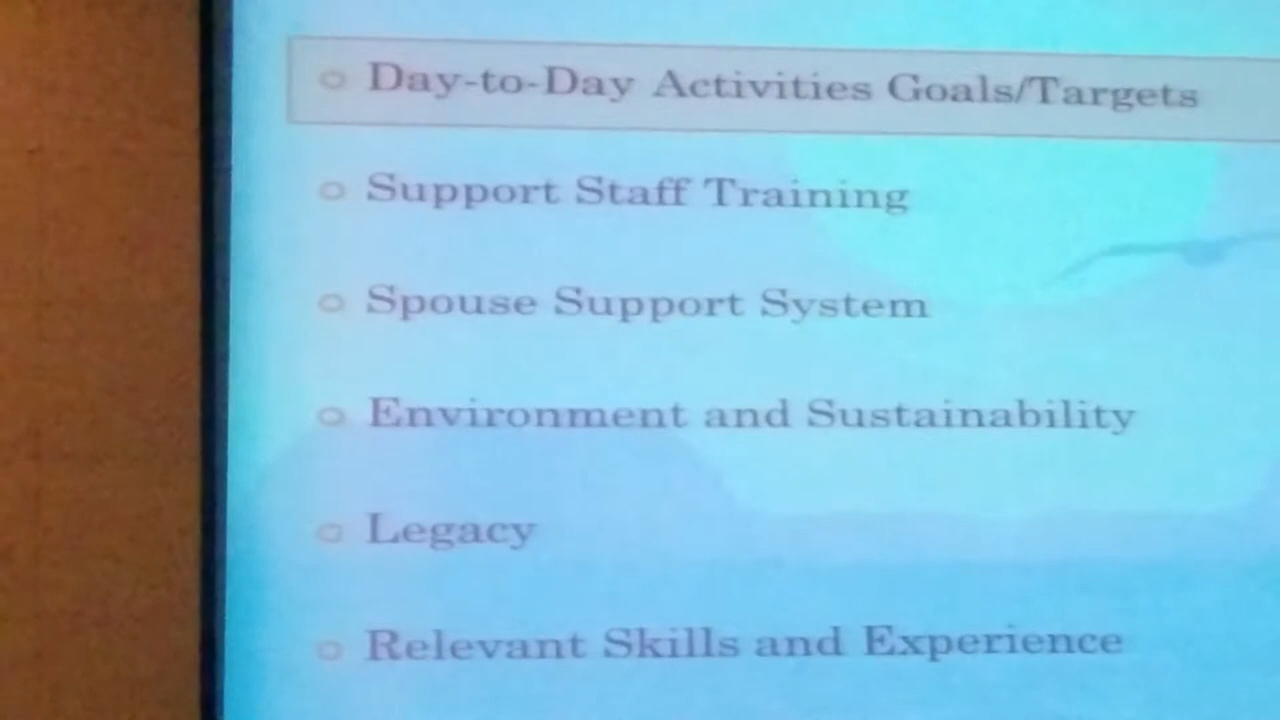 Day-to-Day Activities Goals/Targets
Support Staff Training
Spouse Support System
Environment and Sustainability
Legacy
Relevant Skills and Experience